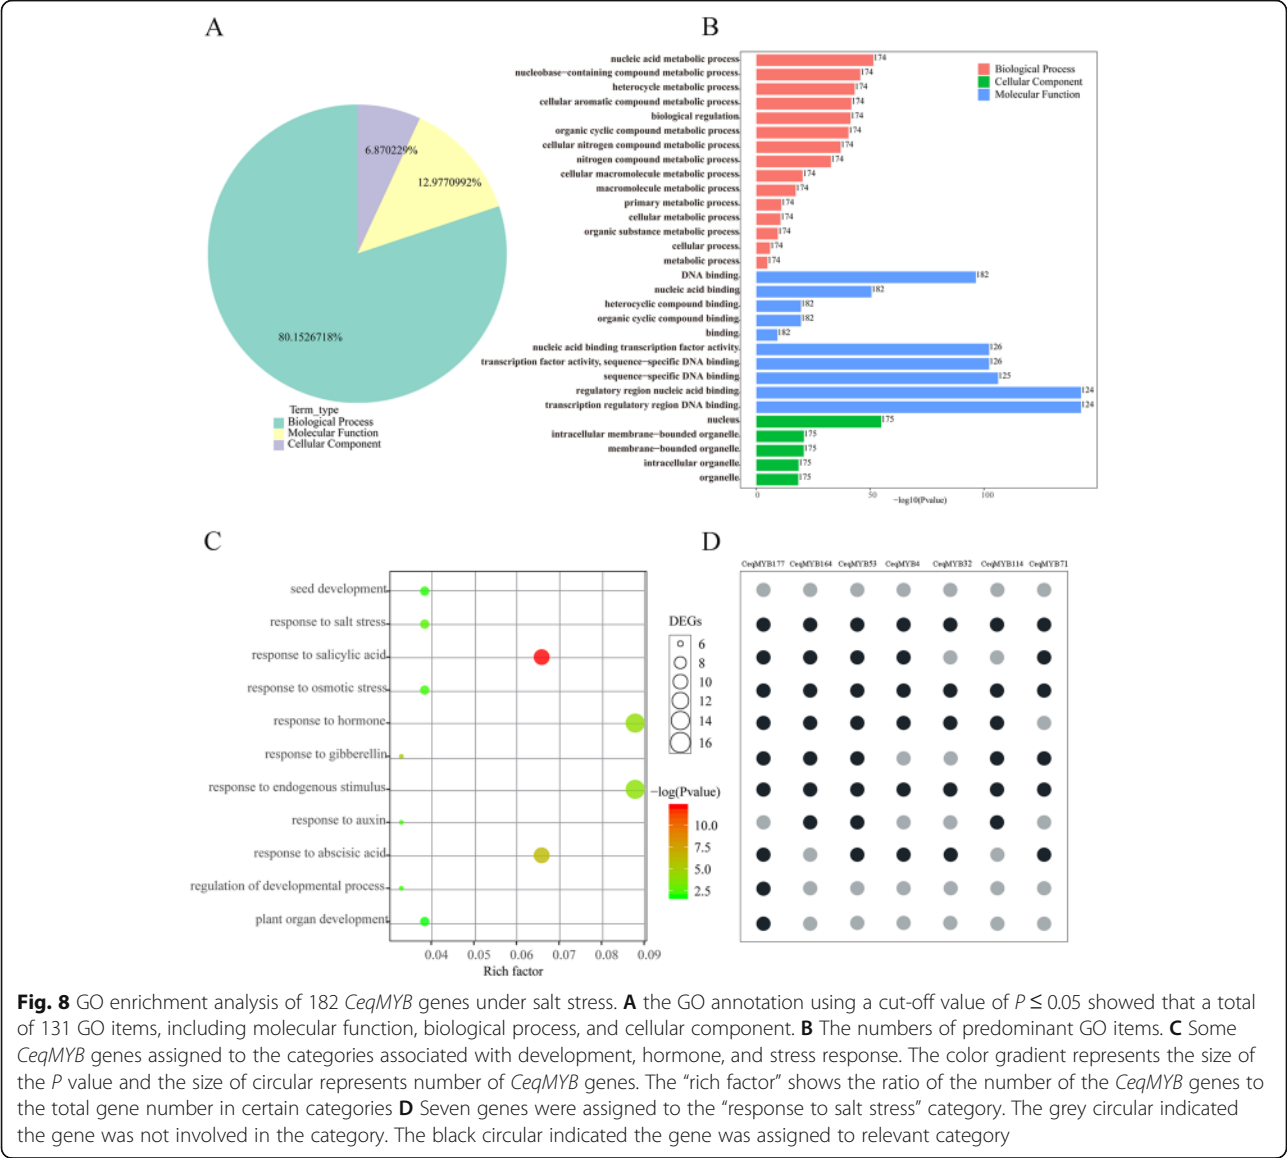 A
6.870229%
12.9770992%
80.1526718%
Term_type
Biological Process
Molecular Function
Cellular Component
B
nucleic acid metabolic process
174
nucleobase−containing compound metabolic process
174
heterocycle metabolic process
174
cellular aromatic compound metabolic process
174
biological regulation
174
organic cyclic compound metabolic process
174
cellular nitrogen compound metabolic process
174
nitrogen compound metabolic process
174
cellular macromolecule metabolic process
174
macromolecule metabolic process
174
primary metabolic process
174
cellular metabolic process
174
organic substance metabolic process
174
cellular process
174
metabolic process
174
DNA binding
182
nucleic acid binding
182
heterocyclic compound binding
182
organic cyclic compound binding
182
binding
182
nucleic acid binding transcription factor activity
126
transcription factor activity, sequence−specific DNA binding
126
sequence−specific DNA binding
125
regulatory region nucleic acid binding
124
transcription regulatory region DNA binding
124
nucleus
175
intracellular membrane−bounded organelle
175
membrane−bounded organelle
175
intracellular organelle
175
organelle
175
Biological Process
Cellular Component
Molecular Function
0 50 100
−log10(Pvalue)
C
seed development
response to salt stress
response to salicylic acid
response to osmotic stress
response to hormone
response to gibberellin
response to endogenous stimulus
response to auxin
response to abscisic acid
regulation of developmental process
plant organ development
0.04 0.05 0.06 0.07 0.08 0.09
Rich factor
DEGs
6
8
10
12
14
16
−log(Pvalue)
10.0
7.5
5.0
2.5
D
CeqMYB177 CeqMYB164 CeqMYB53 CeqMYB4 CeqMYB32 CeqMYB114 CeqMYB71
Fig. 8 GO enrichment analysis of 182 CeqMYB genes under salt stress. A the GO annotation using a cut-off value of P ≤ 0.05 showed that a total
of 131 GO items, including molecular function, biological process, and cellular component. B The numbers of predominant GO items. C Some
CeqMYB genes assigned to the categories associated with development, hormone, and stress response. The color gradient represents the size of
the P value and the size of circular represents number of CeqMYB genes. The “rich factor” shows the ratio of the number of the CeqMYB genes to
the total gene number in certain categories D Seven genes were assigned to the “response to salt stress” category. The grey circular indicated
the gene was not involved in the category. The black circular indicated the gene was assigned to relevant category